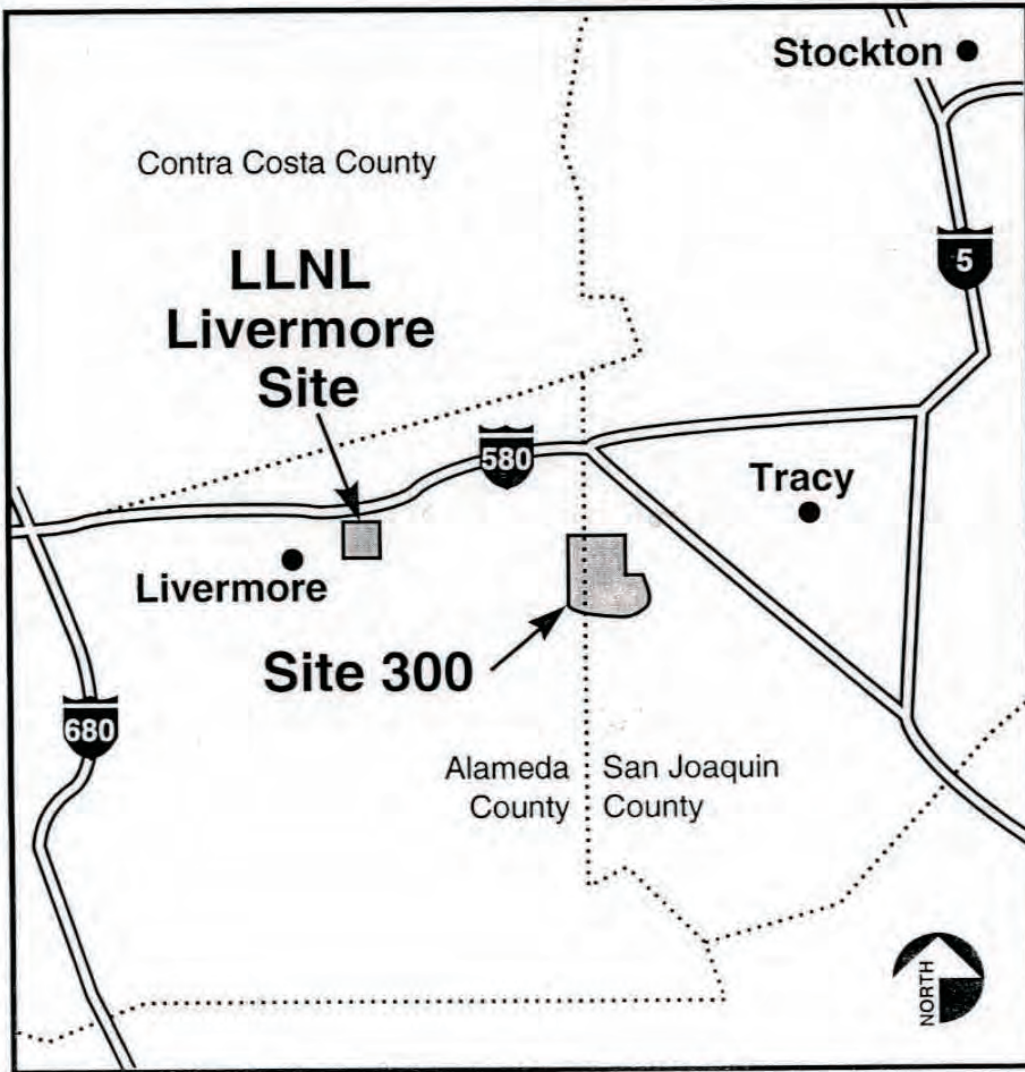 Stockton
Contra Costa County
LLNL
Livermore
Site
5
580
Tracy
Livermore
Site 300
680
Alameda
County
San Joaquin
County
NORTH